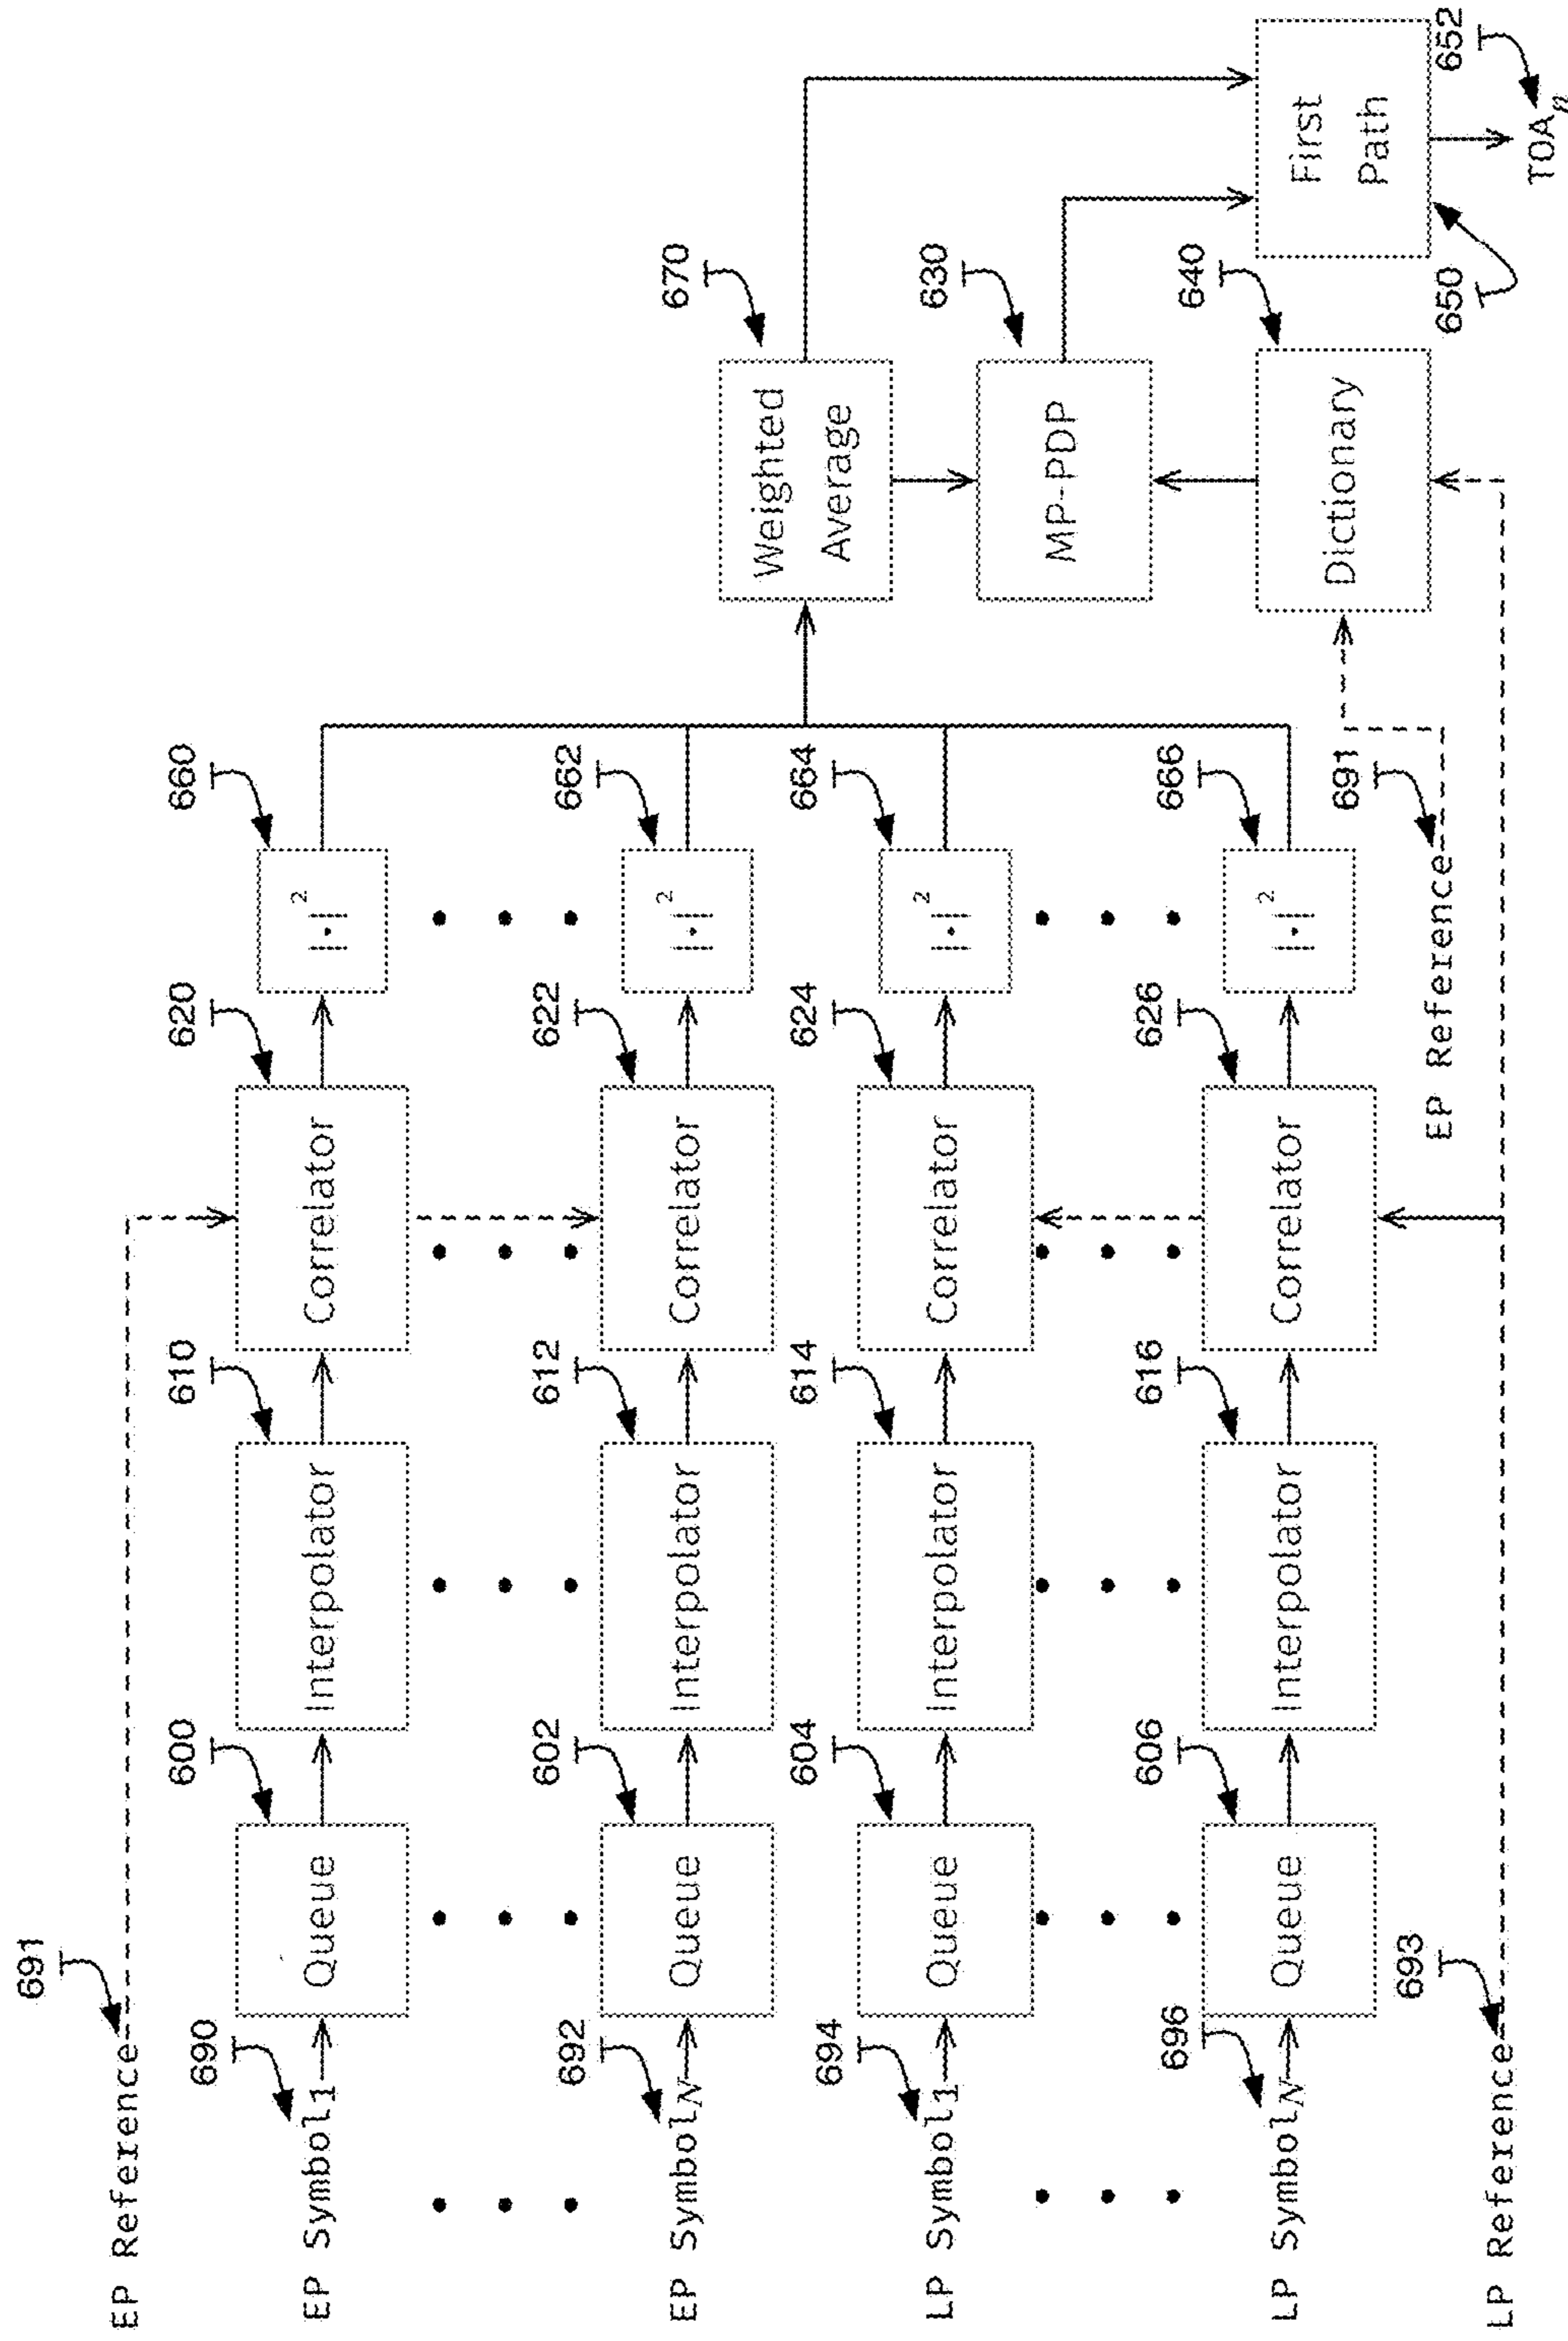 691
EP Reference
690
EP Symbol1
600
Queue
610
Interpolator
620
Correlator
660
|·|²
692
EP SymbolN
602
Queue
612
Interpolator
622
Correlator
662
|·|²
694
LP Symbol1
604
Queue
614
Interpolator
624
Correlator
664
|·|²
696
LP SymbolN
606
Queue
616
Interpolator
626
Correlator
666
|·|²
693
LP Reference
691
EP Reference
670
Weighted
Average
630
MP-PDP
640
Dictionary
650
First
Path
652
TOAn